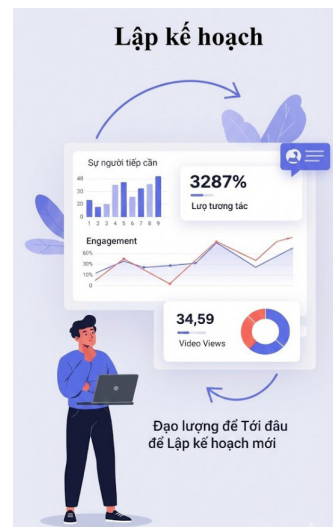 Lập kế hoạch
Sự người tiếp cần
3287%
Lượ tương tác
48
30
20
10
0
1 2 3 4 5 6 7 8 9
Engagement
60%
30%
10%
0
34,59
Video Views
Đạo lượng để Tới đâu
để Lập kế hoạch mới